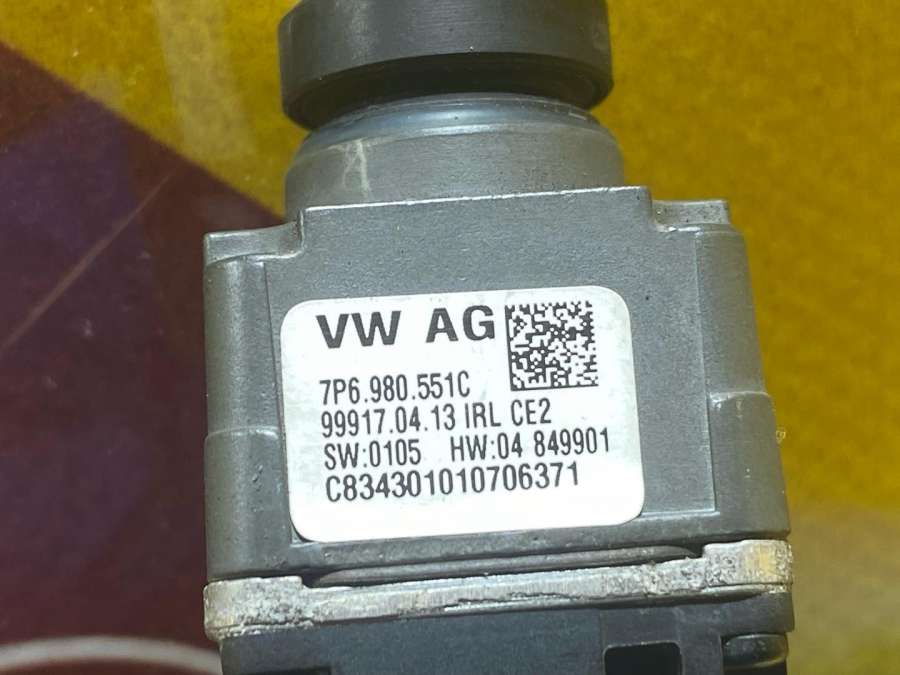 VW AG
7P6.980.551C
99917.04.13 IRL CE2
SW:0105 HW:04 849901
C834301010706371